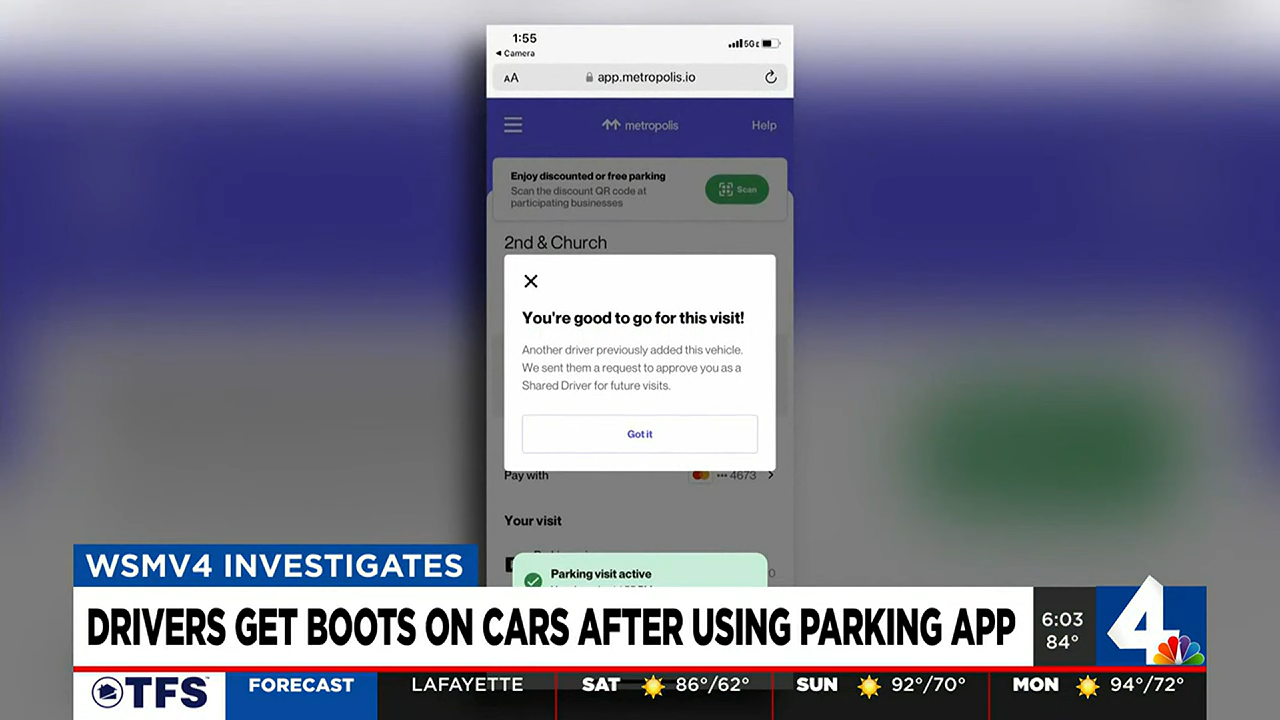 1:55
5G
◄ Camera
AA
app.metropolis.io
metropolis
Help
Enjoy discounted or free parking
Scan the discount QR code at
participating businesses
Scan
2nd & Church
You're good to go for this visit!
Another driver previously added this vehicle.
We sent them a request to approve you as a
Shared Driver for future visits.
Got it
Pay with
••• 4673
Your visit
Parking visit active
WSMV4 INVESTIGATES
DRIVERS GET BOOTS ON CARS AFTER USING PARKING APP
6:03
84°
4
TFS
FORECAST
LAFAYETTE
SAT 86°/62°
SUN 92°/70°
MON 94°/72°